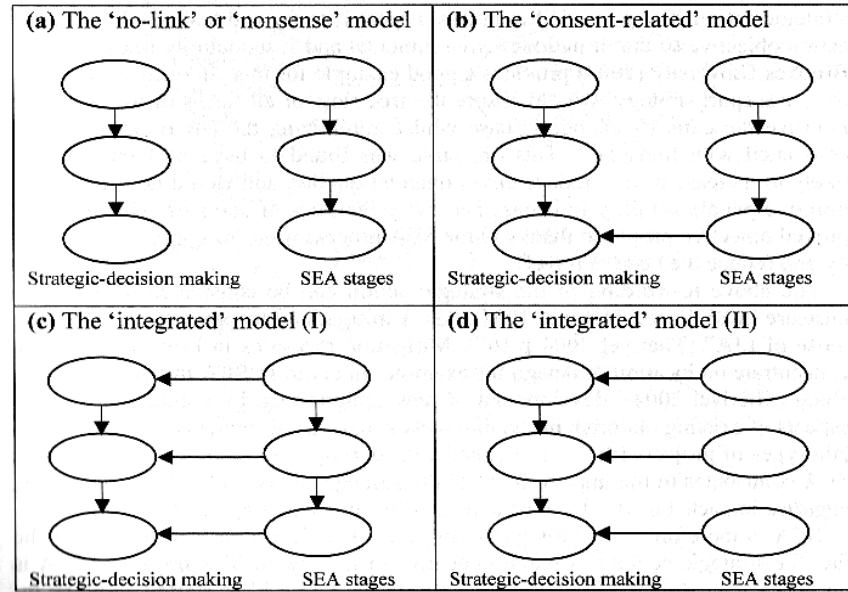 (a) The ‘no-link’ or ‘nonsense’ model
(b) The ‘consent-related’ model
Strategic-decision making
SEA stages
Strategic-decision making
SEA stages
(c) The ‘integrated’ model (I)
(d) The ‘integrated’ model (II)
Strategic-decision making
SEA stages
Strategic-decision making
SEA stages